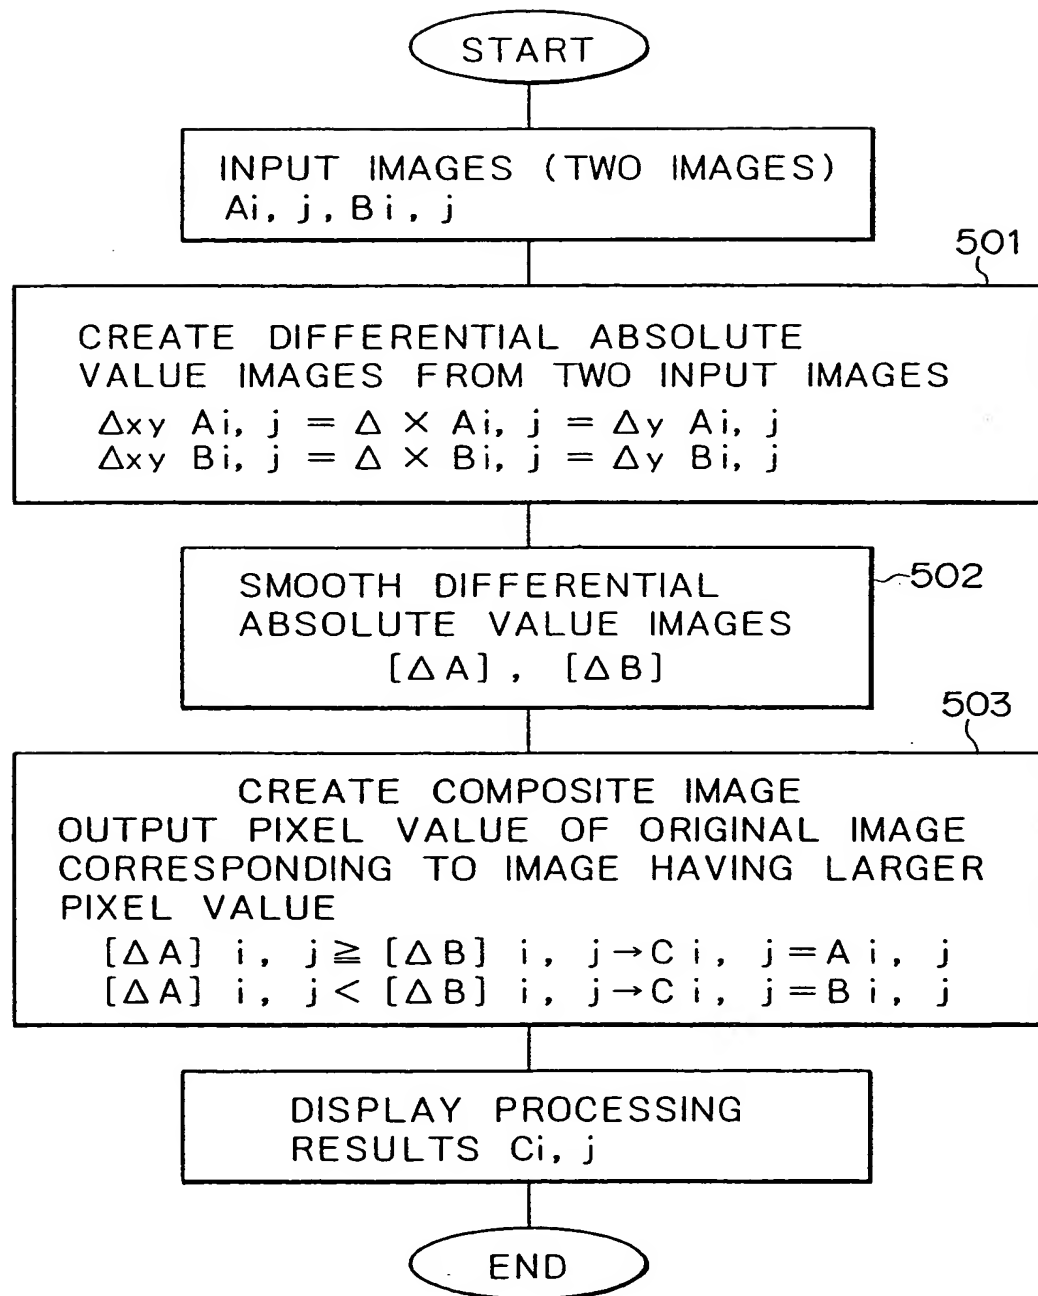 START
INPUT IMAGES (TWO IMAGES)
Ai, j, Bi, j
501
CREATE DIFFERENTIAL ABSOLUTE
VALUE IMAGES FROM TWO INPUT IMAGES
Δxy Ai, j = Δ × Ai, j = Δy Ai, j
Δxy Bi, j = Δ × Bi, j = Δy Bi, j
502
SMOOTH DIFFERENTIAL
ABSOLUTE VALUE IMAGES
[ΔA], [ΔB]
503
CREATE COMPOSITE IMAGE
OUTPUT PIXEL VALUE OF ORIGINAL IMAGE
CORRESPONDING TO IMAGE HAVING LARGER
PIXEL VALUE
[ΔA] i, j ≧ [ΔB] i, j → C i, j = A i, j
[ΔA] i, j < [ΔB] i, j → C i, j = B i, j
DISPLAY PROCESSING
RESULTS Ci, j
END